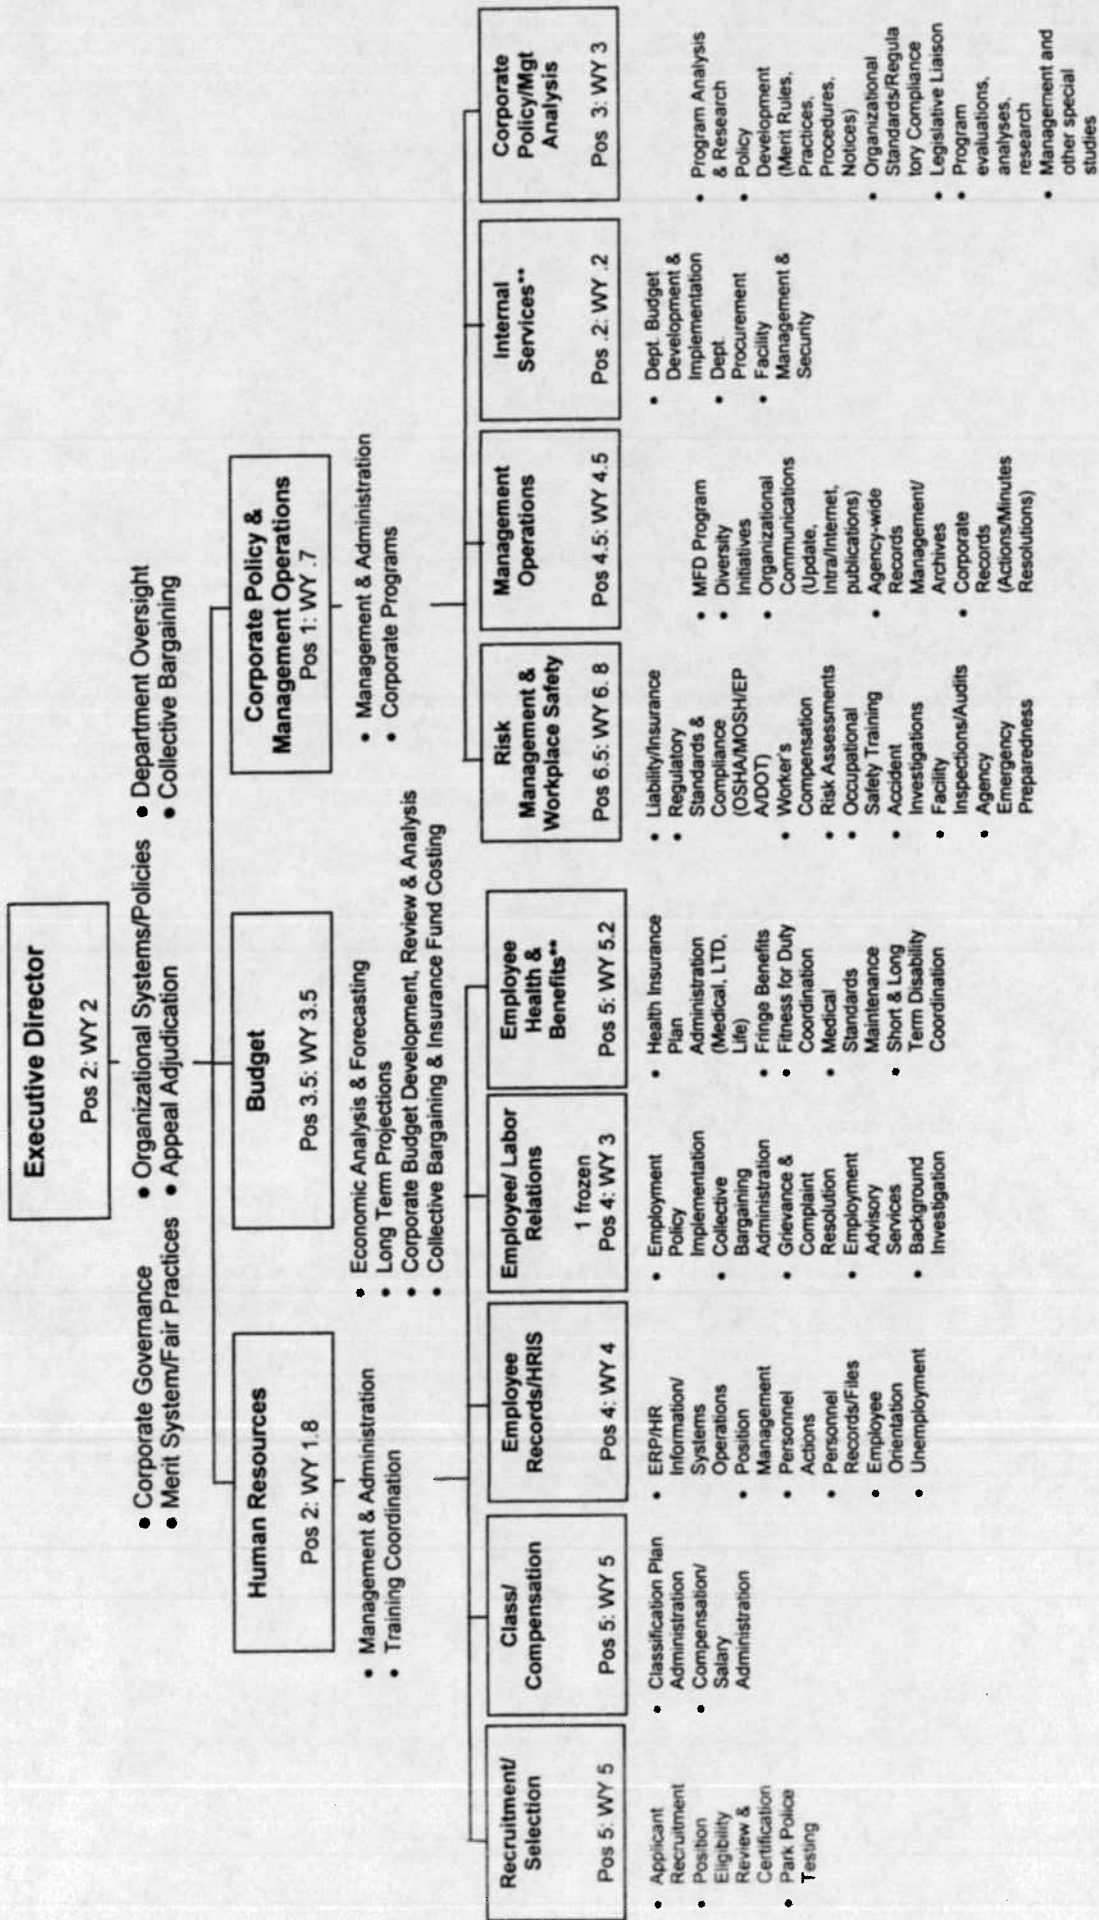 Executive Director
Pos 2: WY 2
• Corporate Governance • Organizational Systems/Policies • Department Oversight
• Merit System/Fair Practices • Appeal Adjudication • Collective Bargaining
Human Resources
Pos 2: WY 1.8
• Management & Administration
• Training Coordination
Budget
Pos 3.5: WY 3.5
• Economic Analysis & Forecasting
• Long Term Projections
• Corporate Budget Development, Review & Analysis
• Collective Bargaining & Insurance Fund Costing
Corporate Policy &
Management Operations
Pos 1: WY .7
• Management & Administration
• Corporate Programs
Recruitment/
Selection
Pos 5: WY 5
• Applicant
Recruitment
• Position
Eligibility
Review &
Certification
• Park Police
Testing
Class/
Compensation
Pos 5: WY 5
• Classification Plan
Administration
• Compensation/
Salary
Administration
Employee
Records/HRIS
Pos 4: WY 4
• ERP/HR
Information/
Systems
Operations
• Position
Management
• Personnel
Actions
• Personnel
Records/Files
• Employee
Orientation
• Unemployment
Employee/ Labor
Relations
1 frozen
Pos 4: WY 3
• Employment
Policy
Implementation
• Collective
Bargaining
Administration
• Grievance &
Complaint
Resolution
• Employment
Advisory
Services
• Background
Investigation
Employee
Health &
Benefits**
Pos 5: WY 5.2
• Health Insurance
Plan
Administration
(Medical, LTD,
Life)
• Fringe Benefits
• Fitness for Duty
Coordination
• Medical
Standards
Maintenance
• Short & Long
Term Disability
Coordination
Risk
Management &
Workplace Safety
Pos 6.5: WY 6. 8
• Liability/Insurance
• Regulatory
Standards &
Compliance
(OSHA/MOSH/EP
A/DOT)
• Worker's
Compensation
• Risk Assessments
• Occupational
Safety Training
• Accident
Investigations
• Facility
Inspections/Audits
• Agency
Emergency
Preparedness
Management
Operations
Pos 4.5: WY 4.5
• MFD Program
• Diversity
Initiatives
• Organizational
Communications
(Update,
Intra/Internet,
publications)
• Agency-wide
Records
Management/
Archives
• Corporate
Records
(Actions/Minutes
Resolutions)
Internal
Services**
Pos .2: WY .2
• Dept. Budget
Development &
Implementation
• Dept.
Procurement
• Facility
Management &
Security
Corporate
Policy/Mgt
Analysis
Pos 3: WY 3
• Program Analysis
& Research
• Policy
Development
(Merit Rules,
Practices,
Procedures,
Notices)
• Organizational
Standards/Regula
tory Compliance
• Legislative Liaison
• Program
evaluations,
analyses,
research
• Management and
other special
studies